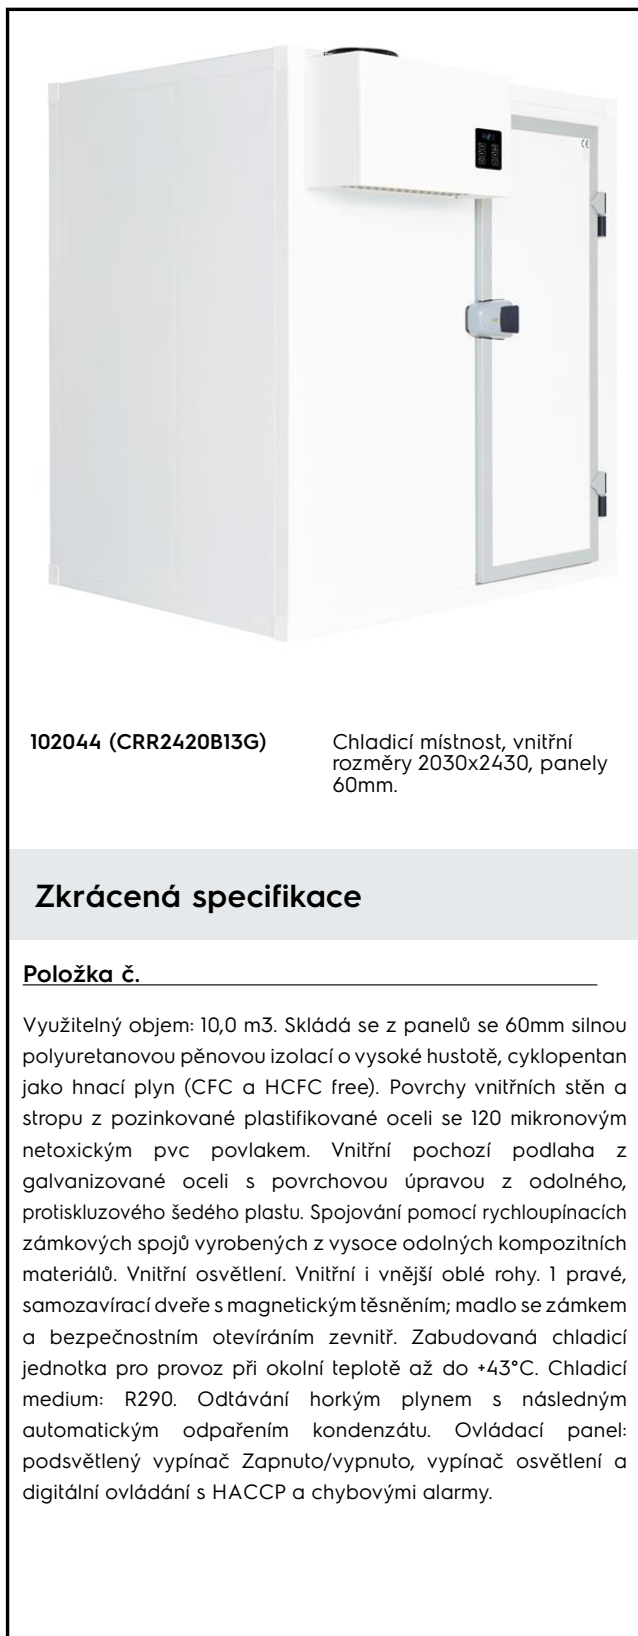 102044 (CRR2420B13G)
Chladicí místnost, vnitřní
rozměry 2030x2430, panely
60mm.
Zkrácená specifikace
Položka č.
Využitelný objem: 10,0 m3. Skládá se z panelů se 60mm silnou
polyuretanovou pěnovou izolací o vysoké hustotě, cyklopentan
jako hnací plyn (CFC a HCFC free). Povrchy vnitřních stěn a
stropu z pozinkované plastifikované oceli se 120 mikronovým
netoxickým pvc povlakem. Vnitřní pochozí podlaha z
galvanizované oceli s povrchovou úpravou z odolného,
protiskluzového šedého plastu. Spojování pomocí rychloupínacích
zámkových spojů vyrobených z vysoce odolných kompozitních
materiálů. Vnitřní osvětlení. Vnitřní i vnější oblé rohy. 1 pravé,
samozavírací dveře s magnetickým těsněním; madlo se zámkem
a bezpečnostním otevíráním zevnitř. Zabudovaná chladicí
jednotka pro provoz při okolní teplotě až do +43°C. Chladicí
medium: R290. Odtávání horkým plynem s následným
automatickým odpařením kondenzátu. Ovládací panel:
podsvětlený vypínač Zapnuto/vypnuto, vypínač osvětlení a
digitální ovládání s HACCP a chybovými alarmy.